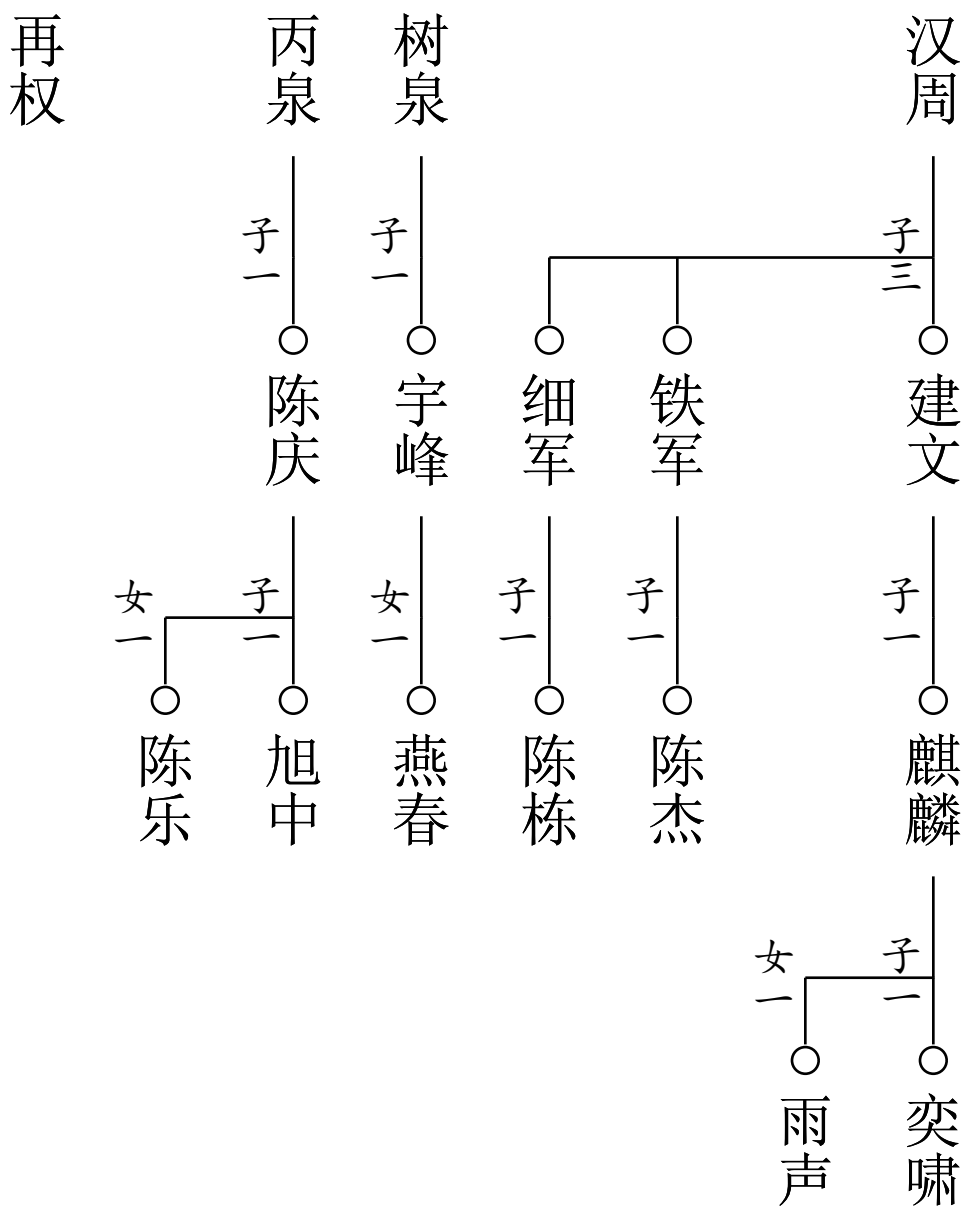 汉周
树泉
丙泉
再权
子三
子一
子一
建文
铁军
细军
宇峰
陈庆
子一
子一
子一
女一
子一
女一
麒麟
陈杰
陈栋
燕春
旭中
陈乐
子一
女一
奕啸
雨声